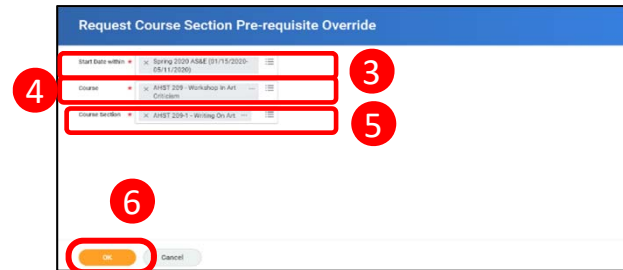 Request Course Section Pre-requisite Override
Start Date within * × Spring 2020 AS&E (01/15/2020-
05/11/2020)
3
4
Course * × AHST 209 - Workshop in Art ...
Criticism
Course Section * × AHST 209-1 - Writing On Art ...
5
6
OK Cancel